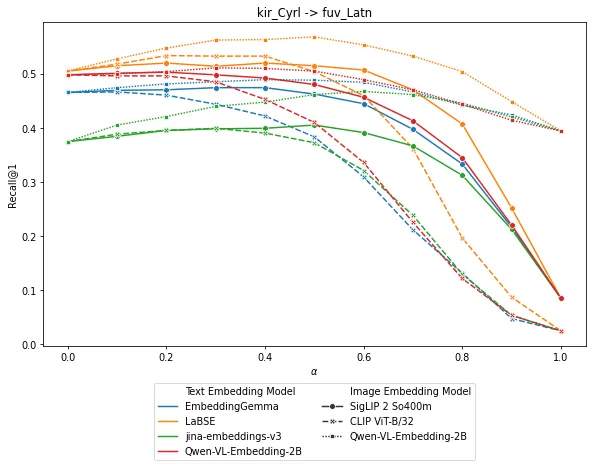 kir_Cyrl -> fuv_Latn
Recall@1
0.5
0.4
0.3
0.2
0.1
0.0
0.0 0.2 0.4 0.6 0.8 1.0
α
Text Embedding Model Image Embedding Model
EmbeddingGemma SigLIP 2 So400m
LaBSE CLIP ViT-B/32
jina-embeddings-v3 Qwen-VL-Embedding-2B
Qwen-VL-Embedding-2B